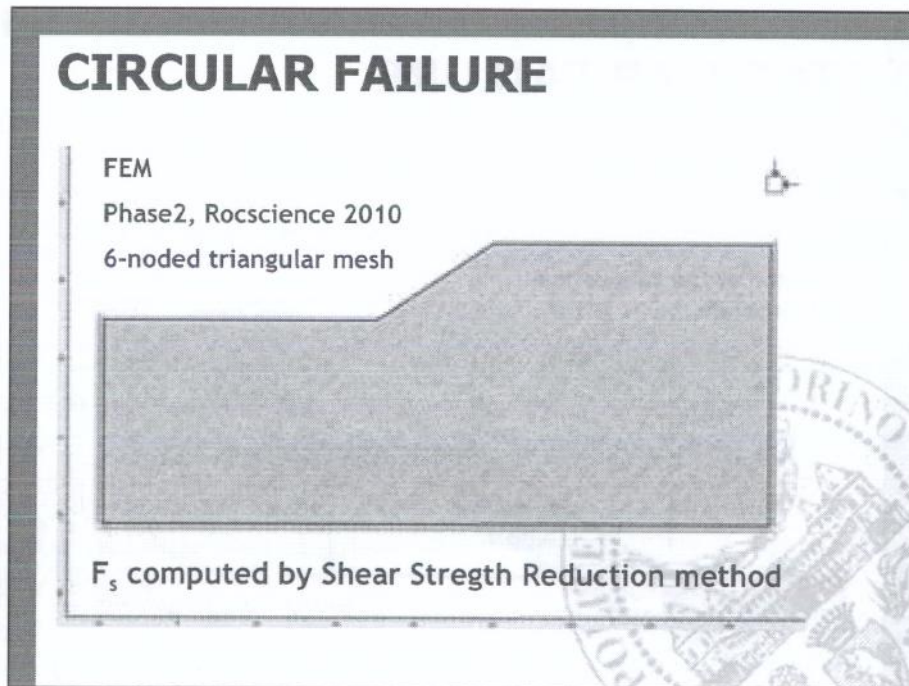 CIRCULAR FAILURE
FEM
Phase2, Rocscience 2010
6-noded triangular mesh
Fₛ computed by Shear Stregth Reduction method